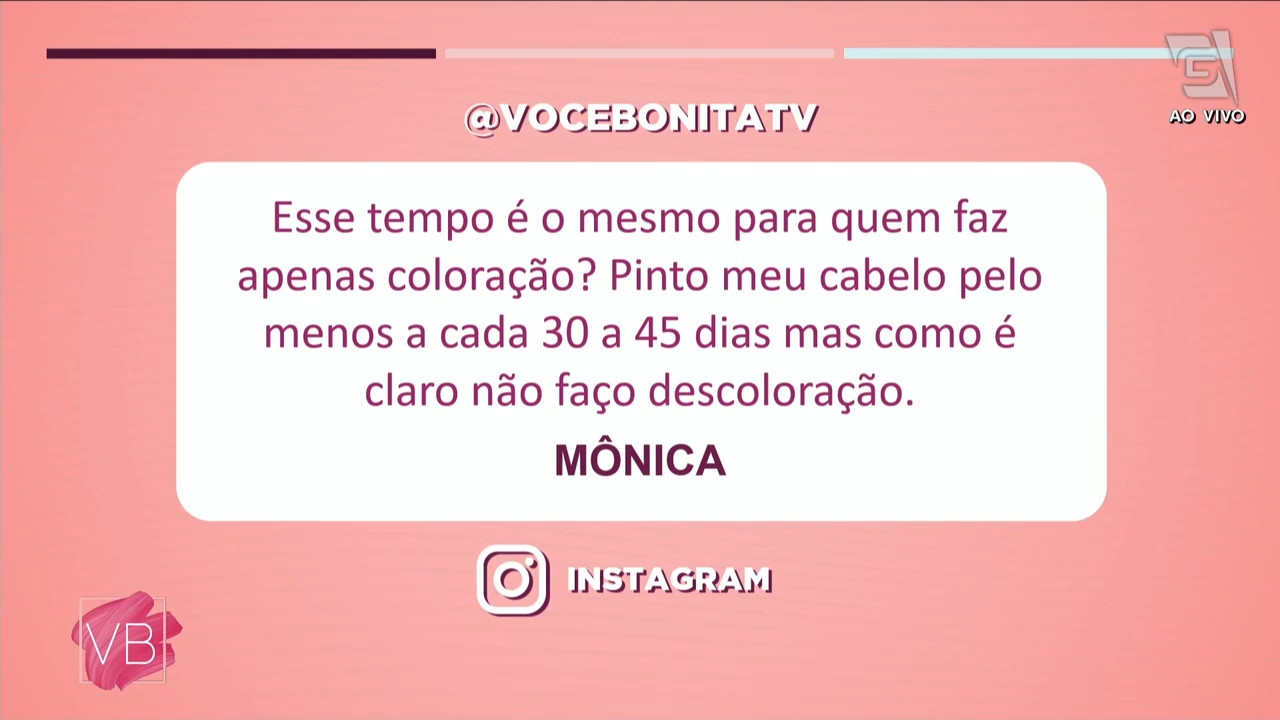 @VOCEBONITATV
AO VIVO
Esse tempo é o mesmo para quem faz
apenas coloração? Pinto meu cabelo pelo
menos a cada 30 a 45 dias mas como é
claro não faço descoloração.
MÔNICA
INSTAGRAM
VB